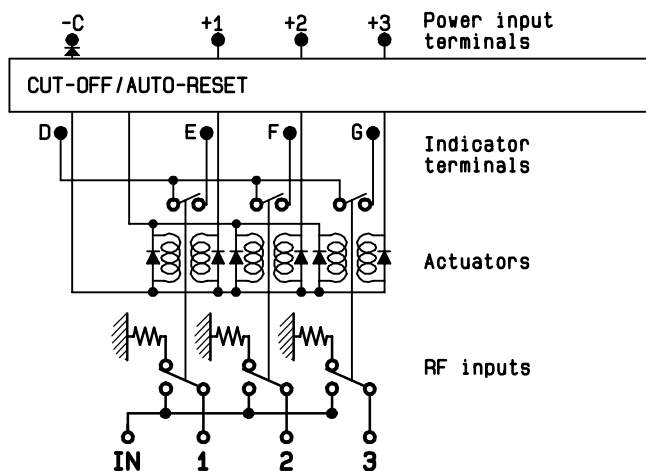 -C +1 +2 +3 Power input
terminals
CUT-OFF/AUTO-RESET
D E F G Indicator
terminals
Actuators
RF inputs
IN 1 2 3